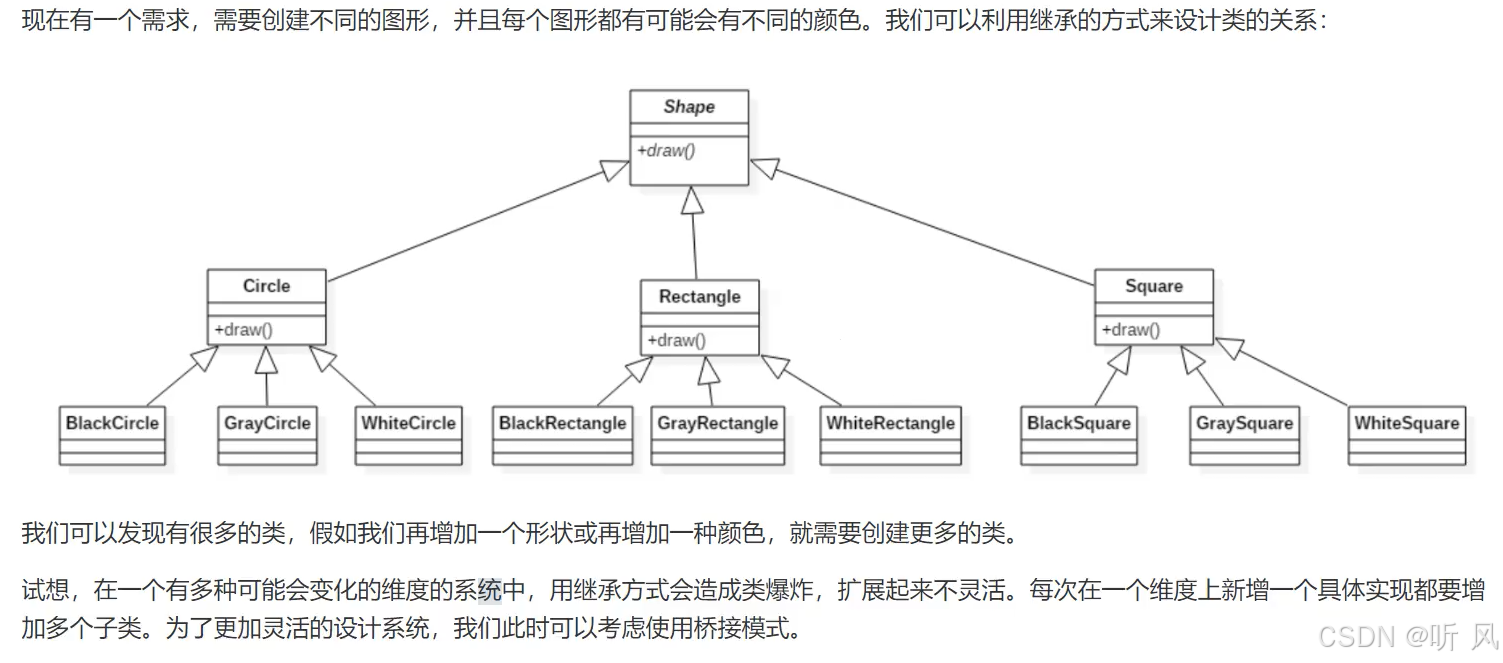 现在有一个需求，需要创建不同的图形，并且每个图形都有可能会有不同的颜色。我们可以利用继承的方式来设计类的关系：
Shape
+draw()
Circle
+draw()
Rectangle
+draw()
Square
+draw()
BlackCircle
GrayCircle
WhiteCircle
BlackRectangle
GrayRectangle
WhiteRectangle
BlackSquare
GraySquare
WhiteSquare
我们可以发现有很多的类，假如我们再增加一个形状或再增加一种颜色，就需要创建更多的类。
试想，在一个有多种可能会变化的维度的系统中，用继承方式会造成类爆炸，扩展起来不灵活。每次在一个维度上新增一个具体实现都要增
加多个子类。为了更加灵活的设计系统，我们此时可以考虑使用桥接模式。
CSDN @听 风